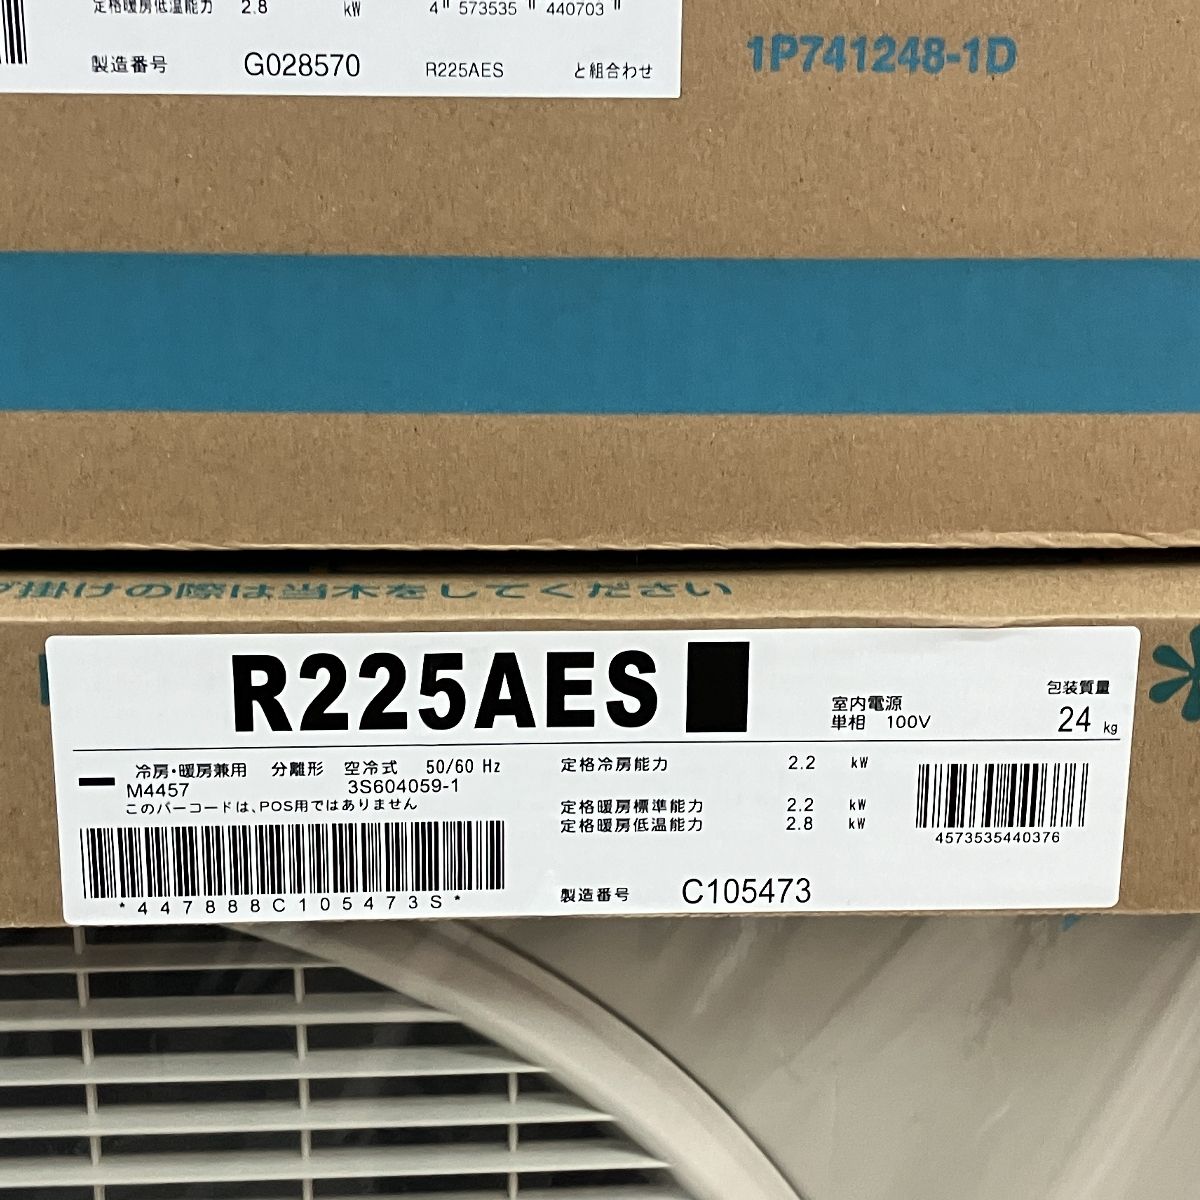 定格暖房低温能力 2.8 kW 4 573535 440703
製造番号 G028570 R225AES と組合わせ
1P741248-1D
掛けの際は当木をしてください
R225AES
室内電源
単相 100V
包装質量
24 kg
冷房・暖房兼用 分離形 空冷式 50/60 Hz
M4457 3S604059-1
このバーコードは、POS用ではありません
*447888C105473S*
定格冷房能力 2.2 kW
定格暖房標準能力 2.2 kW
定格暖房低温能力 2.8 kW
製造番号 C105473
4573535440376